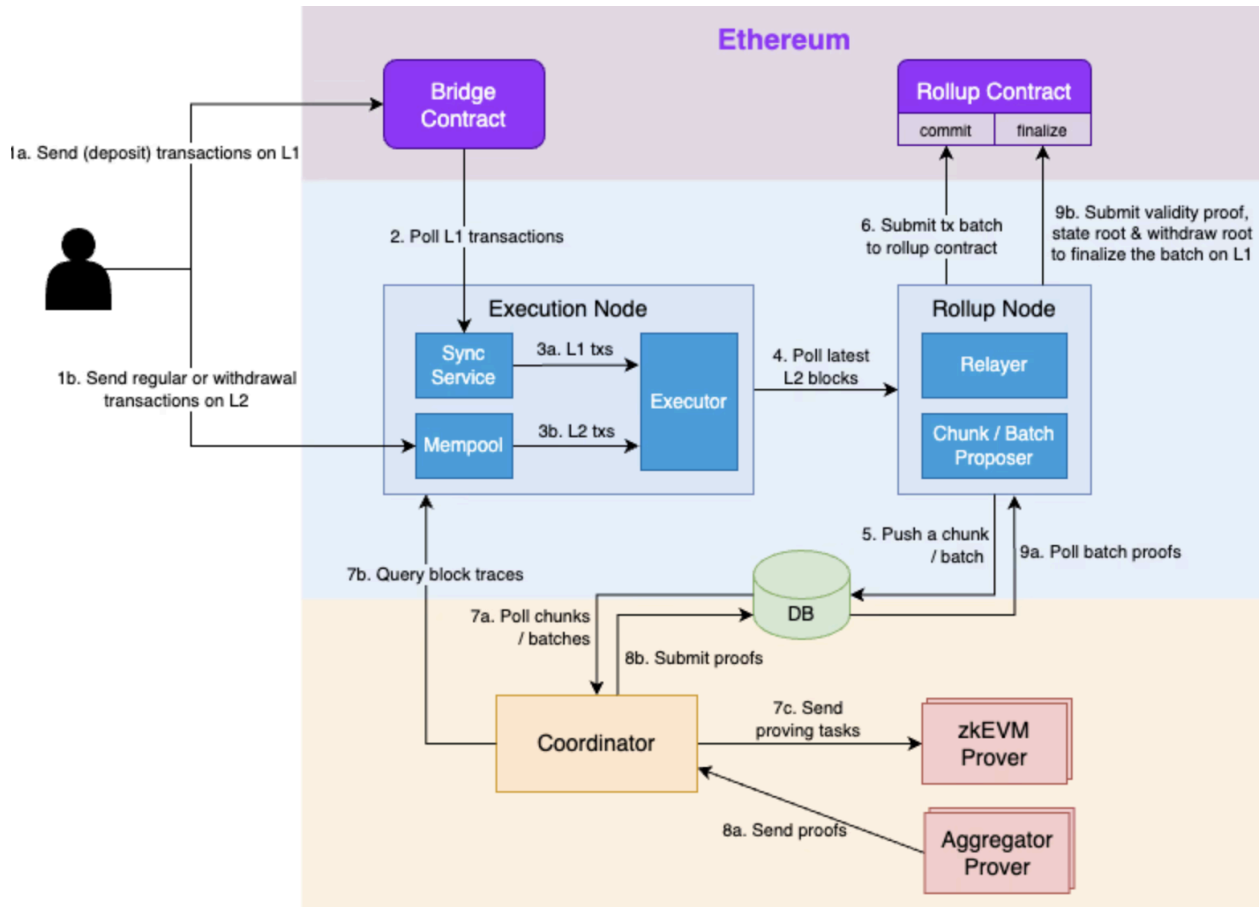 Ethereum
Bridge
Contract
Rollup Contract
commit
finalize
1a. Send (deposit) transactions on L1
2. Poll L1 transactions
6. Submit tx batch
to rollup contract
9b. Submit validity proof,
state root & withdraw root
to finalize the batch on L1
Execution Node
Sync
Service
3a. L1 txs
Executor
Mempool
3b. L2 txs
1b. Send regular or withdrawal
transactions on L2
4. Poll latest
L2 blocks
Rollup Node
Relayer
Chunk / Batch
Proposer
5. Push a chunk
/ batch
9a. Poll batch proofs
7b. Query block traces
7a. Poll chunks
/ batches
DB
8b. Submit proofs
Coordinator
7c. Send
proving tasks
zkEVM
Prover
8a. Send proofs
Aggregator
Prover